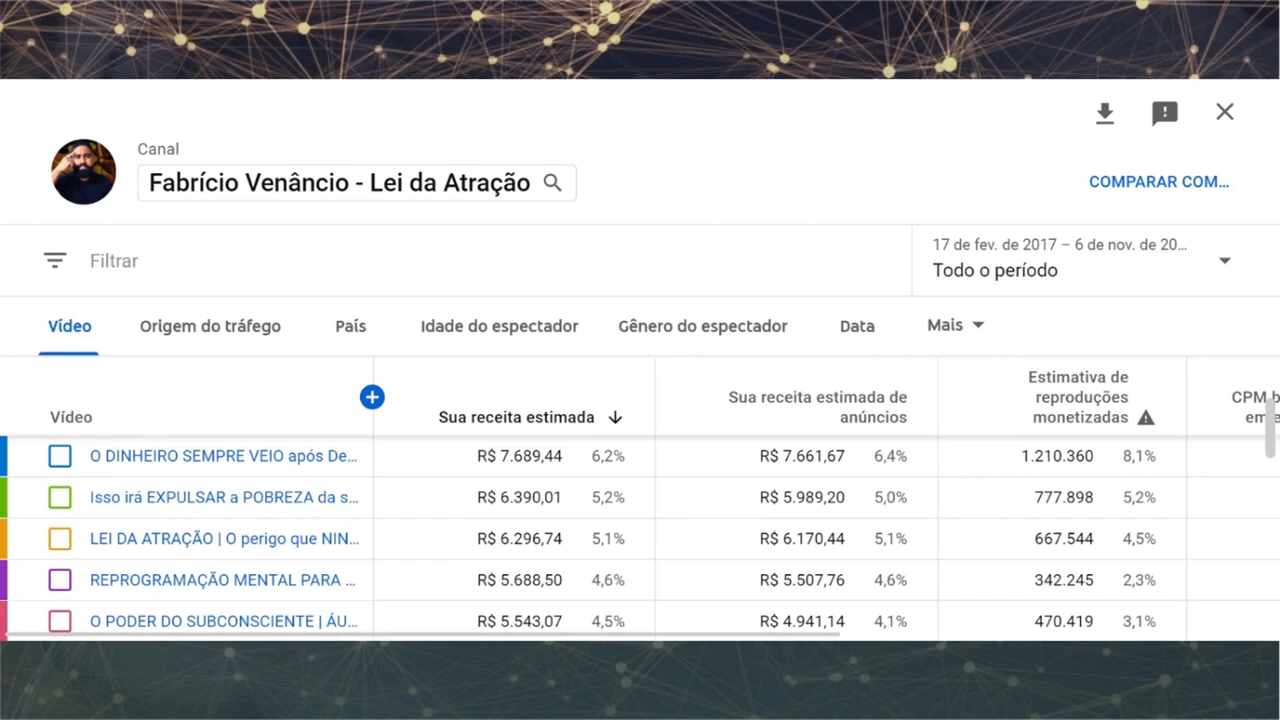 Canal
Fabrício Venâncio - Lei da Atração
COMPARAR COM...
Filtrar
17 de fev. de 2017 – 6 de nov. de 20...
Todo o período
Vídeo Origem do tráfego País Idade do espectador Gênero do espectador Data Mais
Vídeo
Sua receita estimada
Sua receita estimada de
anúncios
Estimativa de
reproduções
monetizadas
CPM b
em e
O DINHEIRO SEMPRE VEIO após De... R$ 7.689,44 6,2% R$ 7.661,67 6,4% 1.210.360 8,1%
Isso irá EXPULSAR a POBREZA da s... R$ 6.390,01 5,2% R$ 5.989,20 5,0% 777.898 5,2%
LEI DA ATRAÇÃO | O perigo que NIN... R$ 6.296,74 5,1% R$ 6.170,44 5,1% 667.544 4,5%
REPROGRAMAÇÃO MENTAL PARA ... R$ 5.688,50 4,6% R$ 5.507,76 4,6% 342.245 2,3%
O PODER DO SUBCONSCIENTE | ÁU... R$ 5.543,07 4,5% R$ 4.941,14 4,1% 470.419 3,1%